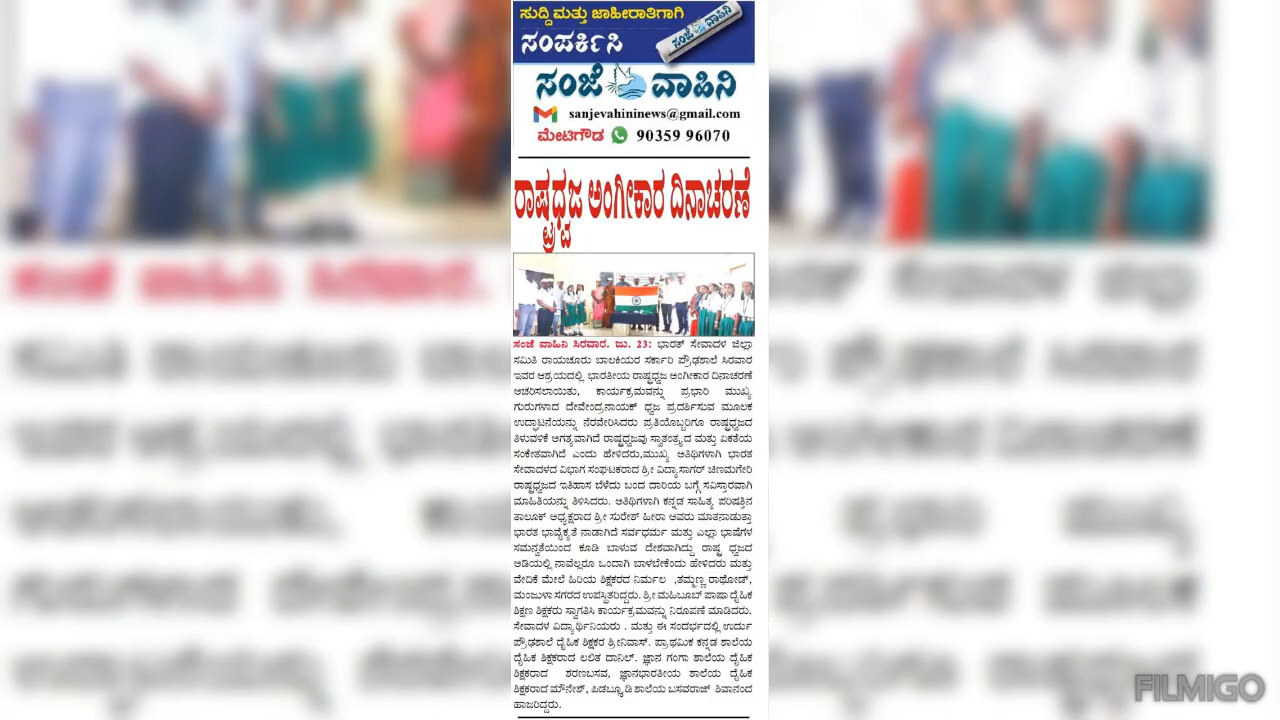 ಸುದ್ದಿ ಮತ್ತು ಜಾಹೀರಾತಿಗಾಗಿ
ಸಂಪರ್ಕಿಸಿ
ಸಂಜೆ ವಾಹಿನಿ
ಸಂಜೆ ವಾಹಿನಿ
sanjevahininews@gmail.com
ಮೇಟಿಗೌಡ 90359 96070
ರಾಷ್ಟ್ರಧ್ವಜ ಅಂಗೀಕಾರ ದಿನಾಚರಣೆ
ಸಂಜೆ ವಾಹಿನಿ ಸಿರವಾರ. ಜು. 23: ಭಾರತ್ ಸೇವಾದಳ ಜಿಲ್ಲಾ
ಸಮಿತಿ ರಾಯಚೂರು ಬಾಲಕಿಯರ ಸರ್ಕಾರಿ ಪ್ರೌಢಶಾಲೆ ಸಿರವಾರ
ಇವರ ಆಶ್ರಯದಲ್ಲಿ ಭಾರತೀಯ ರಾಷ್ಟ್ರಧ್ವಜ ಅಂಗೀಕಾರ ದಿನಾಚರಣೆ
ಆಚರಿಸಲಾಯಿತು, ಕಾರ್ಯಕ್ರಮವನ್ನು ಪ್ರಭಾರಿ ಮುಖ್ಯ
ಗುರುಗಳಾದ ದೇವೇಂದ್ರನಾಯಕ್ ಧ್ವಜ ಪ್ರದರ್ಶಿಸುವ ಮೂಲಕ
ಉದ್ಘಾಟನೆಯನ್ನು ನೆರವೇರಿಸಿದರು ಪ್ರತಿಯೊಬ್ಬರಿಗೂ ರಾಷ್ಟ್ರಧ್ವಜದ
ತಿಳುವಳಿಕೆ ಅಗತ್ಯವಾಗಿದೆ ರಾಷ್ಟ್ರಧ್ವಜವು ಸ್ವಾತಂತ್ರ್ಯದ ಮತ್ತು ಏಕತೆಯ
ಸಂಕೇತವಾಗಿದೆ ಎಂದು ಹೇಳಿದರು,ಮುಖ್ಯ ಅತಿಥಿಗಳಾಗಿ ಭಾರತ
ಸೇವಾದಳದ ವಿಭಾಗ ಸಂಘಟಕರಾದ ಶ್ರೀ ವಿದ್ಯಾಸಾಗರ್ ಚಿಣಮಗೇರಿ
ರಾಷ್ಟ್ರಧ್ವಜದ ಇತಿಹಾಸ ಬೆಳೆದು ಬಂದ ದಾರಿಯ ಬಗ್ಗೆ ಸವಿಸ್ತಾರವಾಗಿ
ಮಾಹಿತಿಯನ್ನು ತಿಳಿಸಿದರು. ಅತಿಥಿಗಳಾಗಿ ಕನ್ನಡ ಸಾಹಿತ್ಯ ಪರಿಷತ್ತಿನ
ತಾಲೂಕ್ ಅಧ್ಯಕ್ಷರಾದ ಶ್ರೀ ಸುರೇಶ್ ಹೀರಾ ಅವರು ಮಾತನಾಡುತ್ತಾ
ಭಾರತ ಭಾವೈಕ್ಯತೆ ನಾಡಾಗಿದೆ ಸರ್ವಧರ್ಮ ಮತ್ತು ಎಲ್ಲಾ ಭಾಷೆಗಳ
ಸಮನ್ವತೆಯಿಂದ ಕೂಡಿ ಬಾಳುವ ದೇಶವಾಗಿದ್ದು ರಾಷ್ಟ್ರ ಧ್ವಜದ
ಅಡಿಯಲ್ಲಿ ನಾವೆಲ್ಲರೂ ಒಂದಾಗಿ ಬಾಳಬೇಕೆಂದು ಹೇಳಿದರು ಮತ್ತು
ವೇದಿಕೆ ಮೇಲೆ ಹಿರಿಯ ಶಿಕ್ಷಕರದ ನಿರ್ಮಲ ,ತಮ್ಮಣ್ಣ ರಾಥೋಡ್,
ಮಂಜುಳಾ ಸಗರದ ಉಪಸ್ಥಿತರಿದ್ದರು. ಶ್ರೀ ಮಹಿಬೂಬ್ ಪಾಷಾ ದೈಹಿಕ
ಶಿಕ್ಷಣ ಶಿಕ್ಷಕರು ಸ್ವಾಗತಿಸಿ ಕಾರ್ಯಕ್ರಮವನ್ನು ನಿರೂಪಣೆ ಮಾಡಿದರು.
ಸೇವಾದಳ ವಿದ್ಯಾರ್ಥಿನಿಯರು . ಮತ್ತು ಈ ಸಂದರ್ಭದಲ್ಲಿ ಉರ್ದು
ಪ್ರೌಢಶಾಲೆ ದೈಹಿಕ ಶಿಕ್ಷಕರ ಶ್ರೀನಿವಾಸ್. ಪ್ರಾಥಮಿಕ ಕನ್ನಡ ಶಾಲೆಯ
ದೈಹಿಕ ಶಿಕ್ಷಕರಾದ ಲಲಿತ ದಾನಿಲ್. ಜ್ಞಾನ ಗಂಗಾ ಶಾಲೆಯ ದೈಹಿಕ
ಶಿಕ್ಷಕರಾದ ಶರಣಬಸವ, ಜ್ಞಾನಭಾರತೀಯ ಶಾಲೆಯ ದೈಹಿಕ
ಶಿಕ್ಷಕರಾದ ಮೌನೇಶ್, ಪಿಡಬ್ಲ್ಯೂಡಿ ಶಾಲೆಯ ಬಸವರಾಜ್ ಶಿವಾನಂದ
ಹಾಜರಿದ್ದರು.
FILMIGO